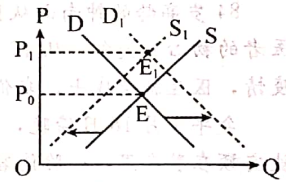 P D D₁ S₁ S
P₁ E₁
P₀ E
O Q